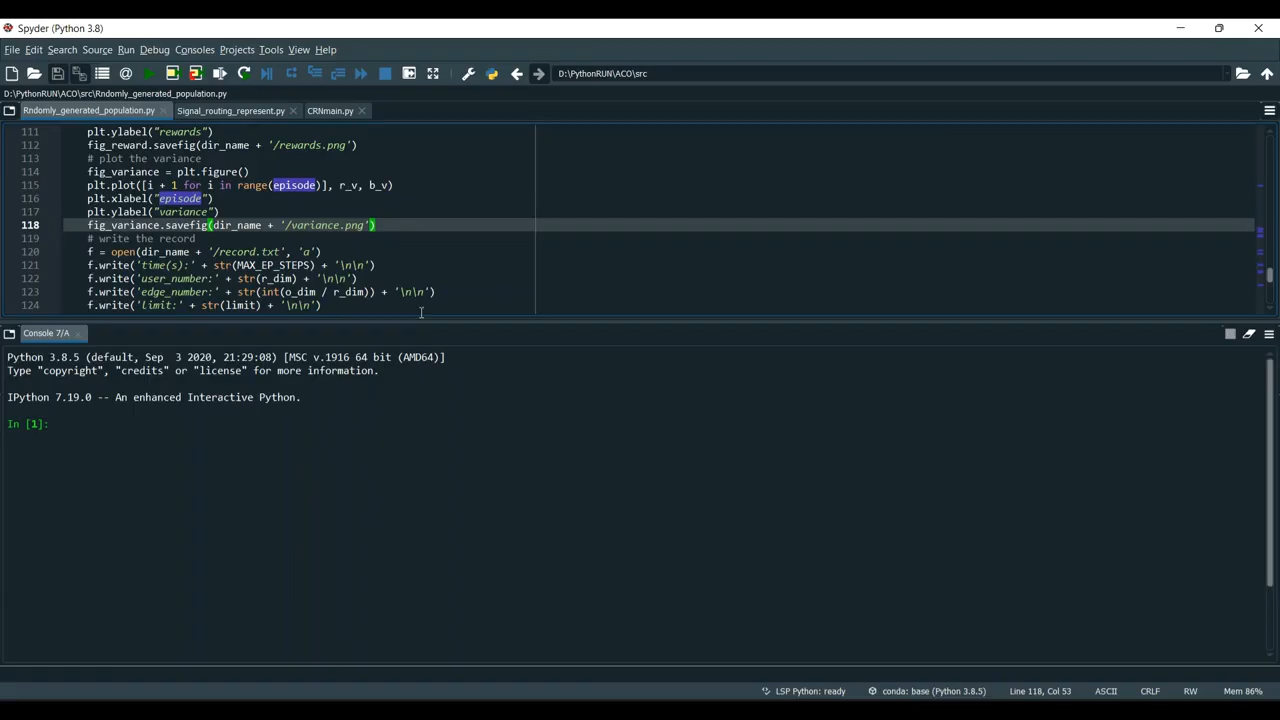 Spyder (Python 3.8)
File Edit Search Source Run Debug Consoles Projects Tools View Help
D:\PythonRUN\ACO\src
D:\PythonRUN\ACO\src\Rndomly_generated_population.py
Rndomly_generated_population.py Signal_routing_represent.py CRNmain.py
111 plt.ylabel("rewards")
112 fig_reward.savefig(dir_name + '/rewards.png')
113 # plot the variance
114 fig_variance = plt.figure()
115 plt.plot([i + 1 for i in range(episode)], r_v, b_v)
116 plt.xlabel("episode")
117 plt.ylabel("variance")
118 fig_variance.savefig(dir_name + '/variance.png')
119 # write the record
120 f = open(dir_name + '/record.txt', 'a')
121 f.write('time(s):' + str(MAX_EP_STEPS) + '\n\n')
122 f.write('user_number:' + str(r_dim) + '\n\n')
123 f.write('edge_number:' + str(int(o_dim / r_dim)) + '\n\n')
124 f.write('limit:' + str(limit) + '\n\n')
Console 7/A
Python 3.8.5 (default, Sep  3 2020, 21:29:08) [MSC v.1916 64 bit (AMD64)]
Type "copyright", "credits" or "license" for more information.
IPython 7.19.0 -- An enhanced Interactive Python.
In [1]:
LSP Python: ready conda: base (Python 3.8.5) Line 118, Col 53 ASCII CRLF RW Mem 86%